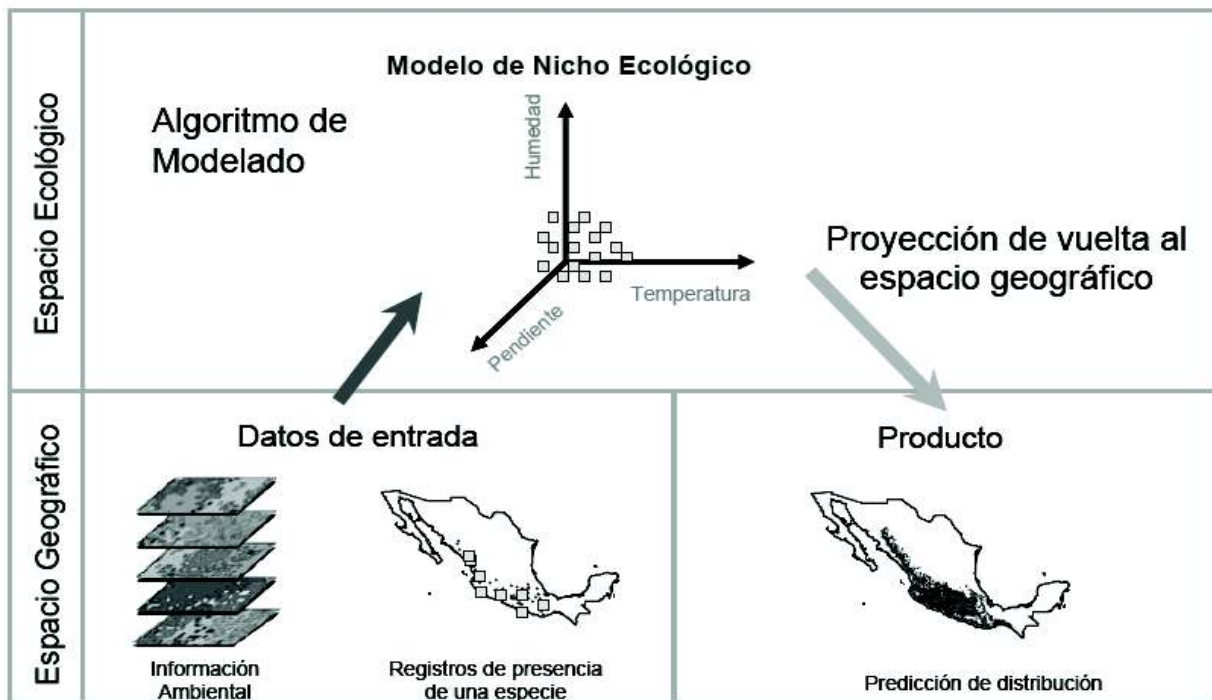 Espacio Ecológico
Modelo de Nicho Ecológico
Algoritmo de
Modelado
Humedad
Temperatura
Pendiente
Proyección de vuelta al
espacio geográfico
Espacio Geográfico
Datos de entrada
Información
Ambiental
Registros de presencia
de una especie
Producto
Predicción de distribución